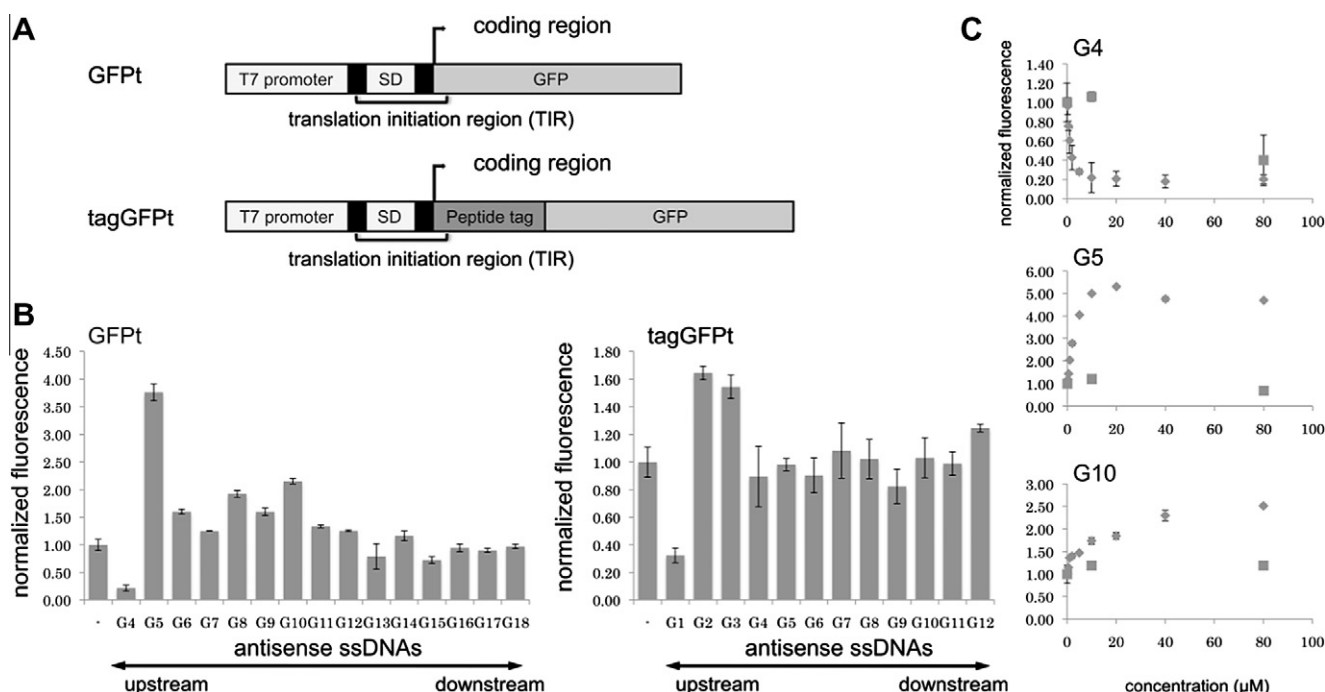 A
GFPt
coding region
T7 promoter SD GFP
translation initiation region (TIR)
tagGFPt
coding region
T7 promoter SD Peptide tag GFP
translation initiation region (TIR)
B
GFPt
normalized fluorescence
4.50
4.00
3.50
3.00
2.50
2.00
1.50
1.00
0.50
0.00
- G4 G5 G6 G7 G8 G9 G10 G11 G12 G13 G14 G15 G16 G17 G18
antisense ssDNAs
upstream downstream
tagGFPt
normalized fluorescence
1.80
1.60
1.40
1.20
1.00
0.80
0.60
0.40
0.20
0.00
- G1 G2 G3 G4 G5 G6 G7 G8 G9 G10 G11 G12
antisense ssDNAs
upstream downstream
C
G4
normalized fluorescence
1.40
1.20
1.00
0.80
0.60
0.40
0.20
0.00
0 20 40 60 80 100
G5
6.00
5.00
4.00
3.00
2.00
1.00
0.00
0 20 40 60 80 100
G10
3.00
2.50
2.00
1.50
1.00
0.50
0.00
0 20 40 60 80 100
concentration (μM)